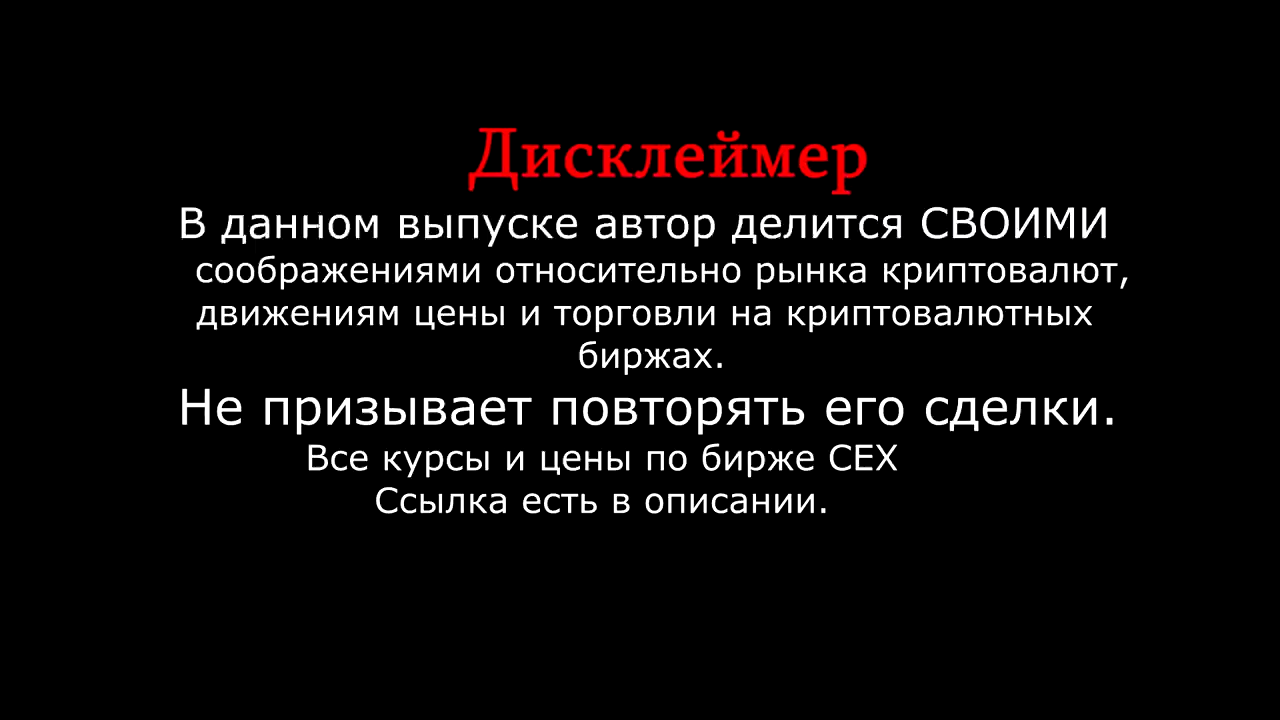 Дисклеймер
В данном выпуске автор делится СВОИМИ
соображениями относительно рынка криптовалют,
движениям цены и торговли на криптовалютных
биржах.
Не призывает повторять его сделки.
Все курсы и цены по бирже СЕХ
Ссылка есть в описании.